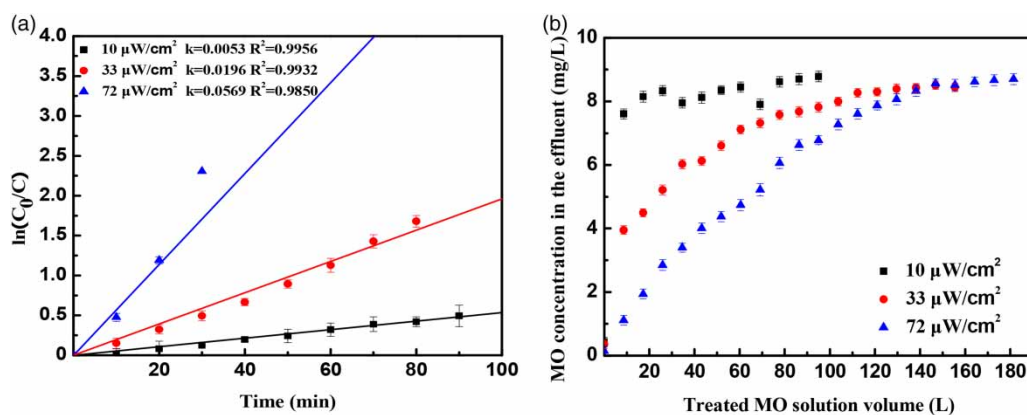 (a)
4.0
3.5
3.0
2.5
2.0
1.5
1.0
0.5
0.0
ln(C₀/C)
10 μW/cm² k=0.0053 R²=0.9956
33 μW/cm² k=0.0196 R²=0.9932
72 μW/cm² k=0.0569 R²=0.9850
20 40 60 80 100
Time (min)
(b)
10
8
6
4
2
0
MO concentration in the effluent (mg/L)
10 μW/cm²
33 μW/cm²
72 μW/cm²
0 20 40 60 80 100 120 140 160 180
Treated MO solution volume (L)